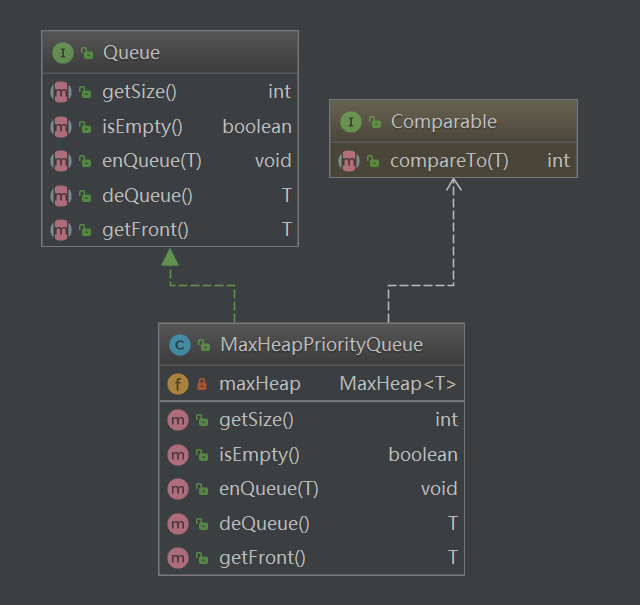 I Queue
m getSize() int
m isEmpty() boolean
m enQueue(T) void
m deQueue() T
m getFront() T
I Comparable
m compareTo(T) int
C MaxHeapPriorityQueue
f maxHeap MaxHeap<T>
m getSize() int
m isEmpty() boolean
m enQueue(T) void
m deQueue() T
m getFront() T